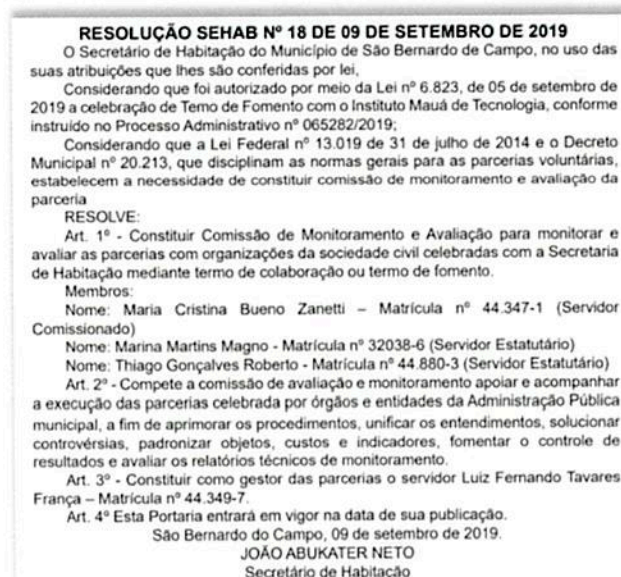 RESOLUÇÃO SEHAB Nº 18 DE 09 DE SETEMBRO DE 2019
O Secretário de Habitação do Município de São Bernardo de Campo, no uso das
suas atribuições que lhes são conferidas por lei,
Considerando que foi autorizado por meio da Lei nº 6.823, de 05 de setembro de
2019 a celebração de Temo de Fomento com o Instituto Mauá de Tecnologia, conforme
instruído no Processo Administrativo nº 065282/2019;
Considerando que a Lei Federal nº 13.019 de 31 de julho de 2014 e o Decreto
Municipal nº 20.213, que disciplinam as normas gerais para as parcerias voluntárias,
estabelecem a necessidade de constituir comissão de monitoramento e avaliação da
parceria
RESOLVE:
Art. 1º - Constituir Comissão de Monitoramento e Avaliação para monitorar e
avaliar as parcerias com organizações da sociedade civil celebradas com a Secretaria
de Habitação mediante termo de colaboração ou termo de fomento.
Membros:
Nome: Maria Cristina Bueno Zanetti – Matrícula nº 44.347-1 (Servidor
Comissionado)
Nome: Marina Martins Magno - Matrícula nº 32038-6 (Servidor Estatutário)
Nome: Thiago Gonçalves Roberto - Matrícula nº 44.880-3 (Servidor Estatutário)
Art. 2º - Compete a comissão de avaliação e monitoramento apoiar e acompanhar
a execução das parcerias celebrada por órgãos e entidades da Administração Pública
municipal, a fim de aprimorar os procedimentos, unificar os entendimentos, solucionar
controvérsias, padronizar objetos, custos e indicadores, fomentar o controle de
resultados e avaliar os relatórios técnicos de monitoramento.
Art. 3º - Constituir como gestor das parcerias o servidor Luiz Fernando Tavares
França – Matrícula nº 44.349-7.
Art. 4º Esta Portaria entrará em vigor na data de sua publicação.
São Bernardo do Campo, 09 de setembro de 2019.
JOÃO ABUKATER NETO
Secretário de Habitação